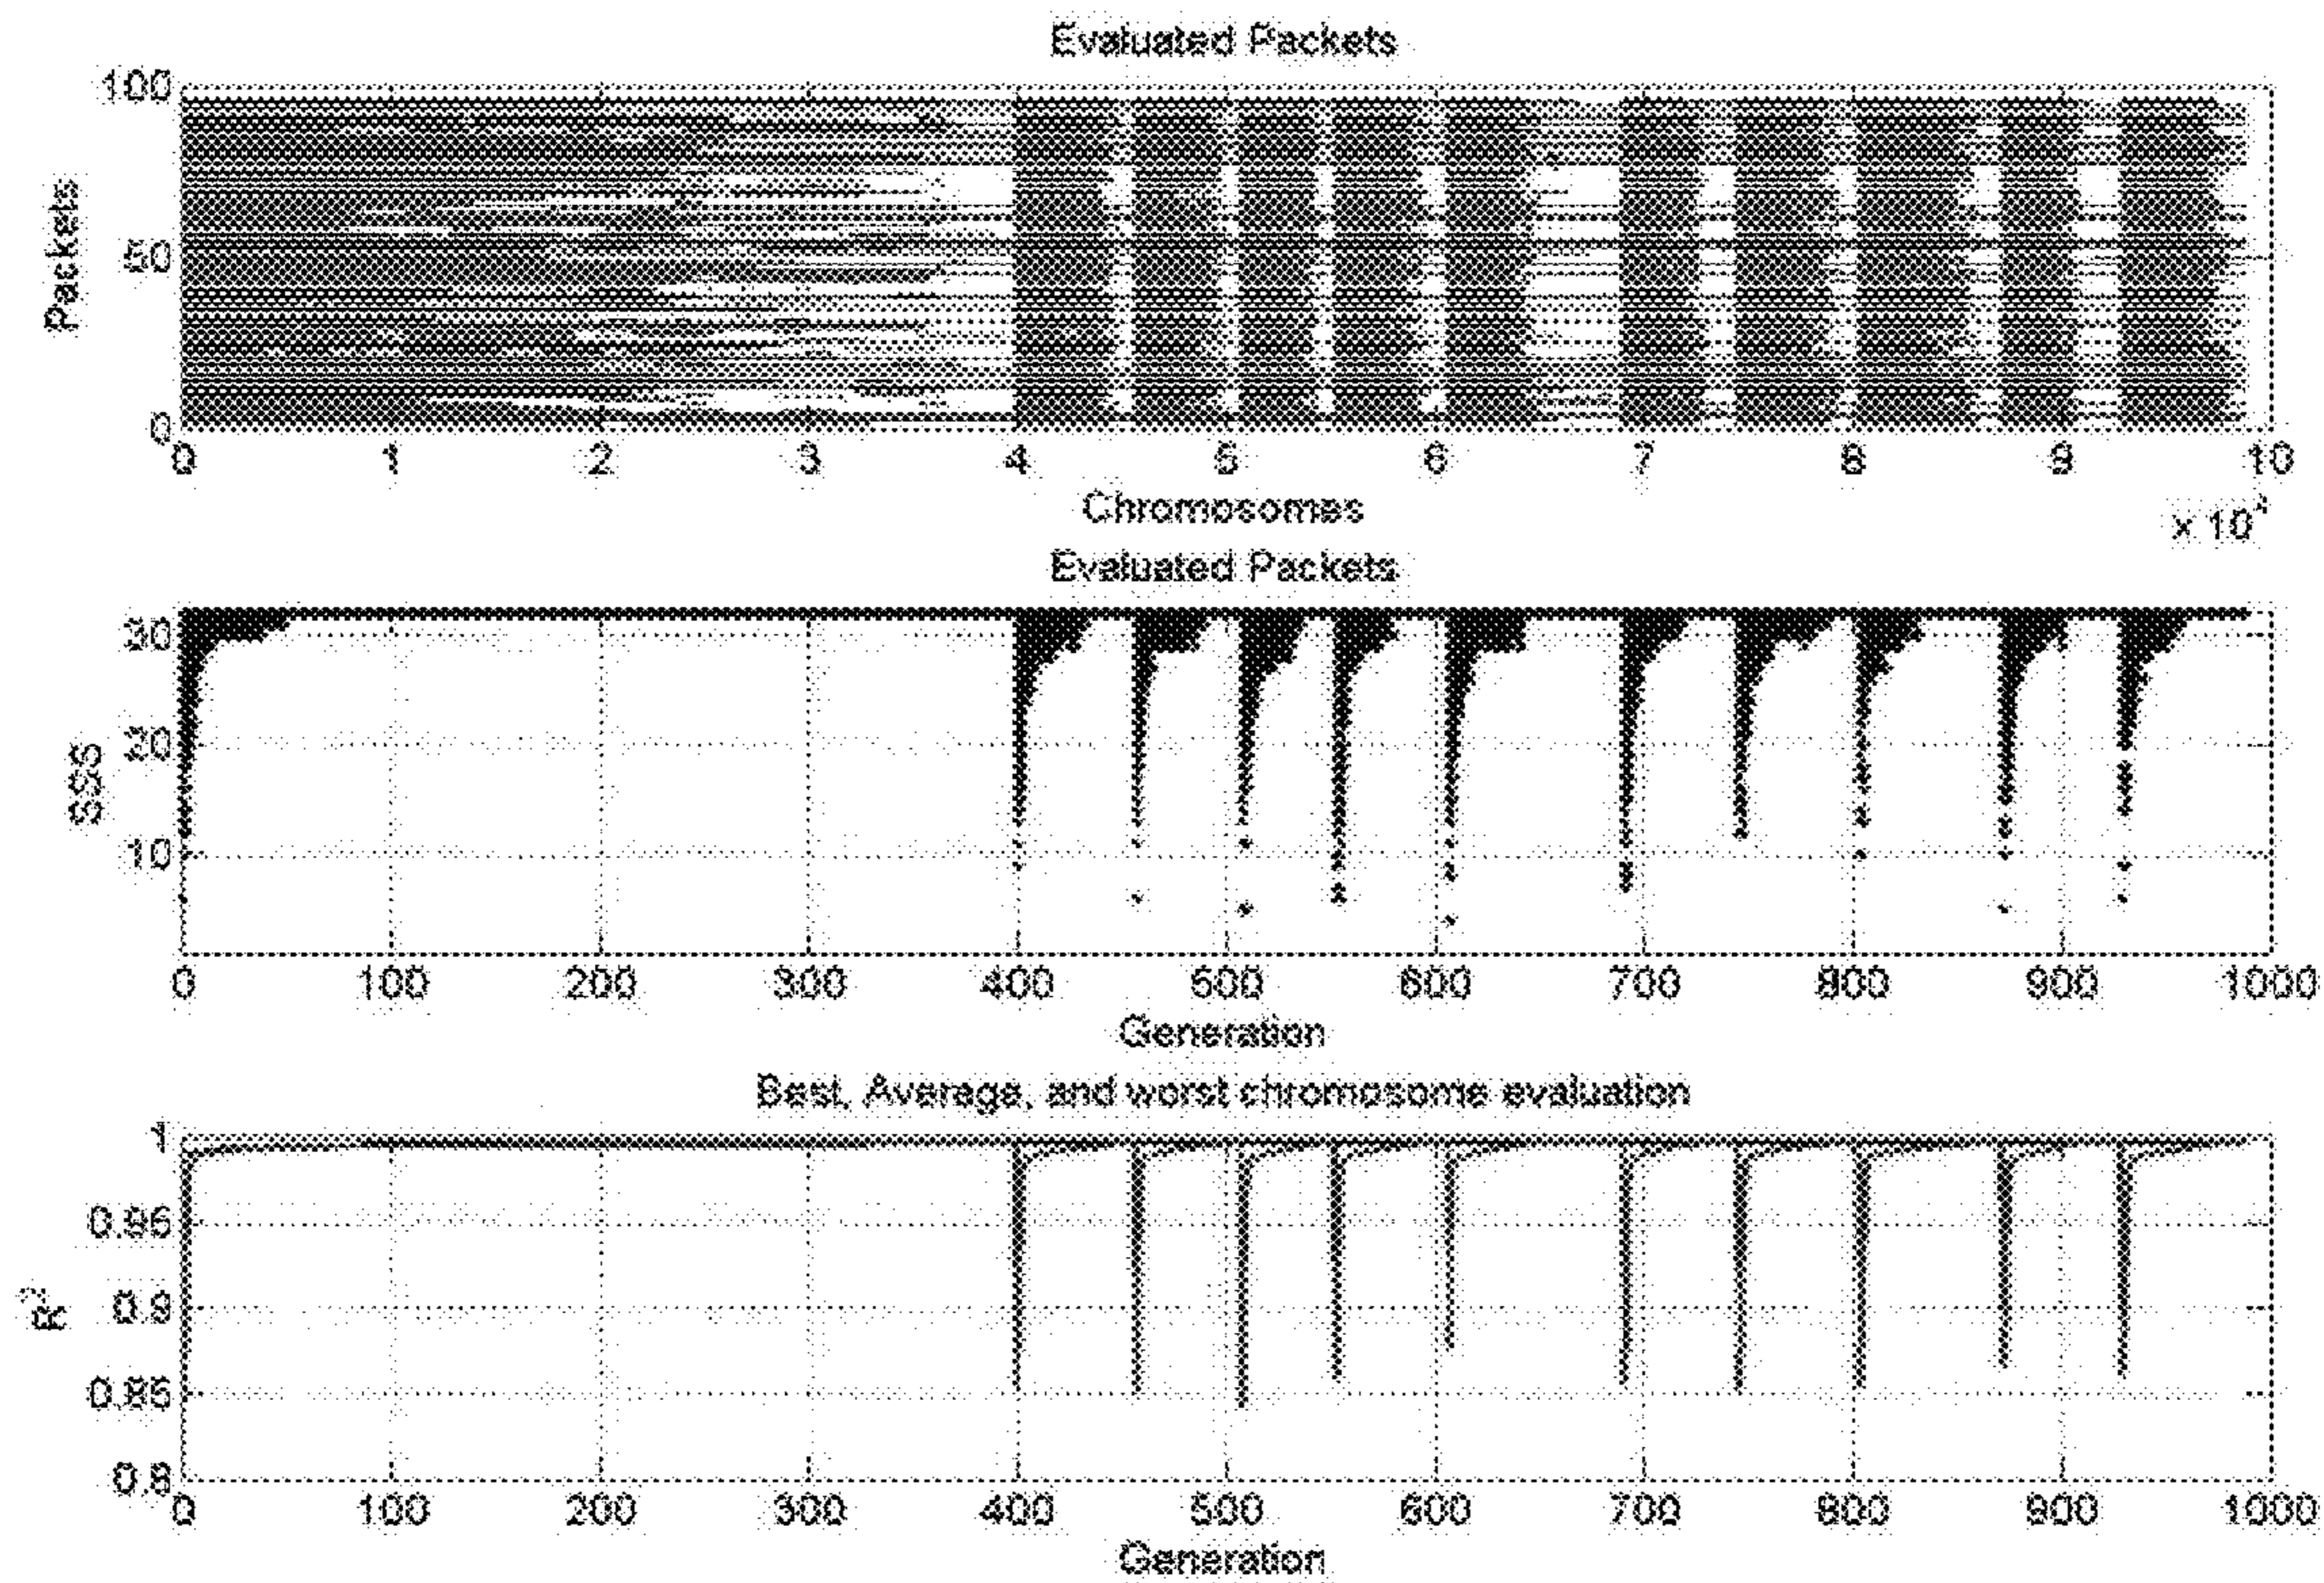 Evaluated Packets
100
50
0
Packets
0 1 2 3 4 5 6 7 8 9 10
Chromosomes
x 10⁴
Evaluated Packets
30
20
10
SSS
0 100 200 300 400 500 600 700 800 900 1000
Generation
Best, Average, and worst chromosome evaluation
1
0.95
0.9
0.85
0.8
R²
0 100 200 300 400 500 600 700 800 900 1000
Generation